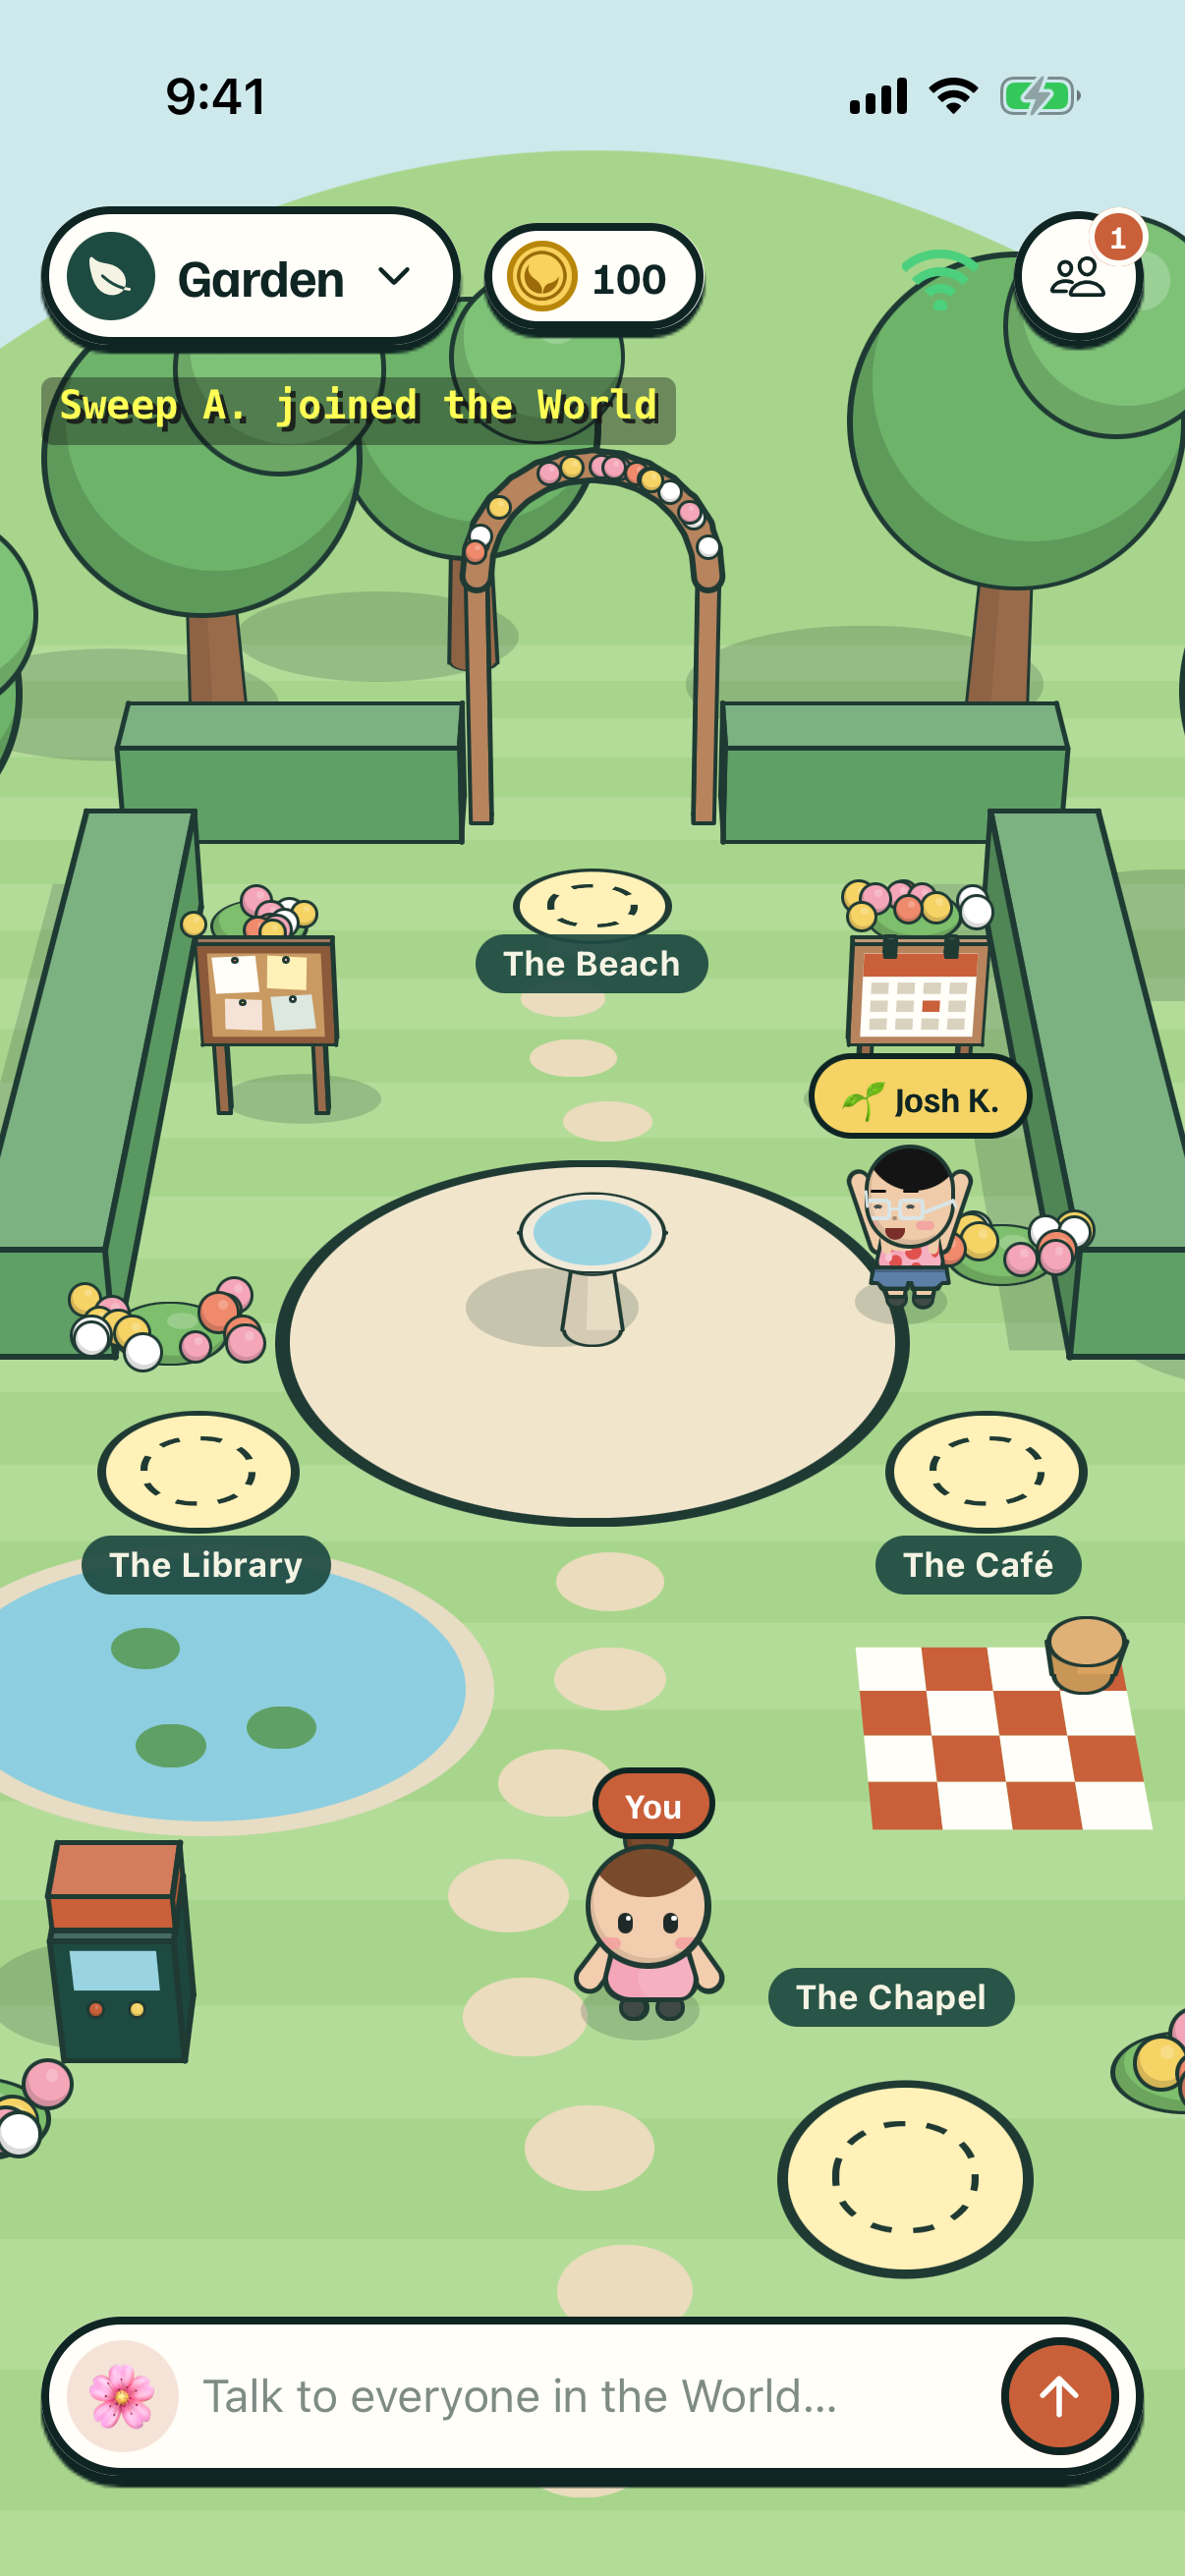 9:41
Garden
100
1
Sweep A. joined the World
The Beach
🌱 Josh K.
The Library
The Café
You
The Chapel
Talk to everyone in the World...